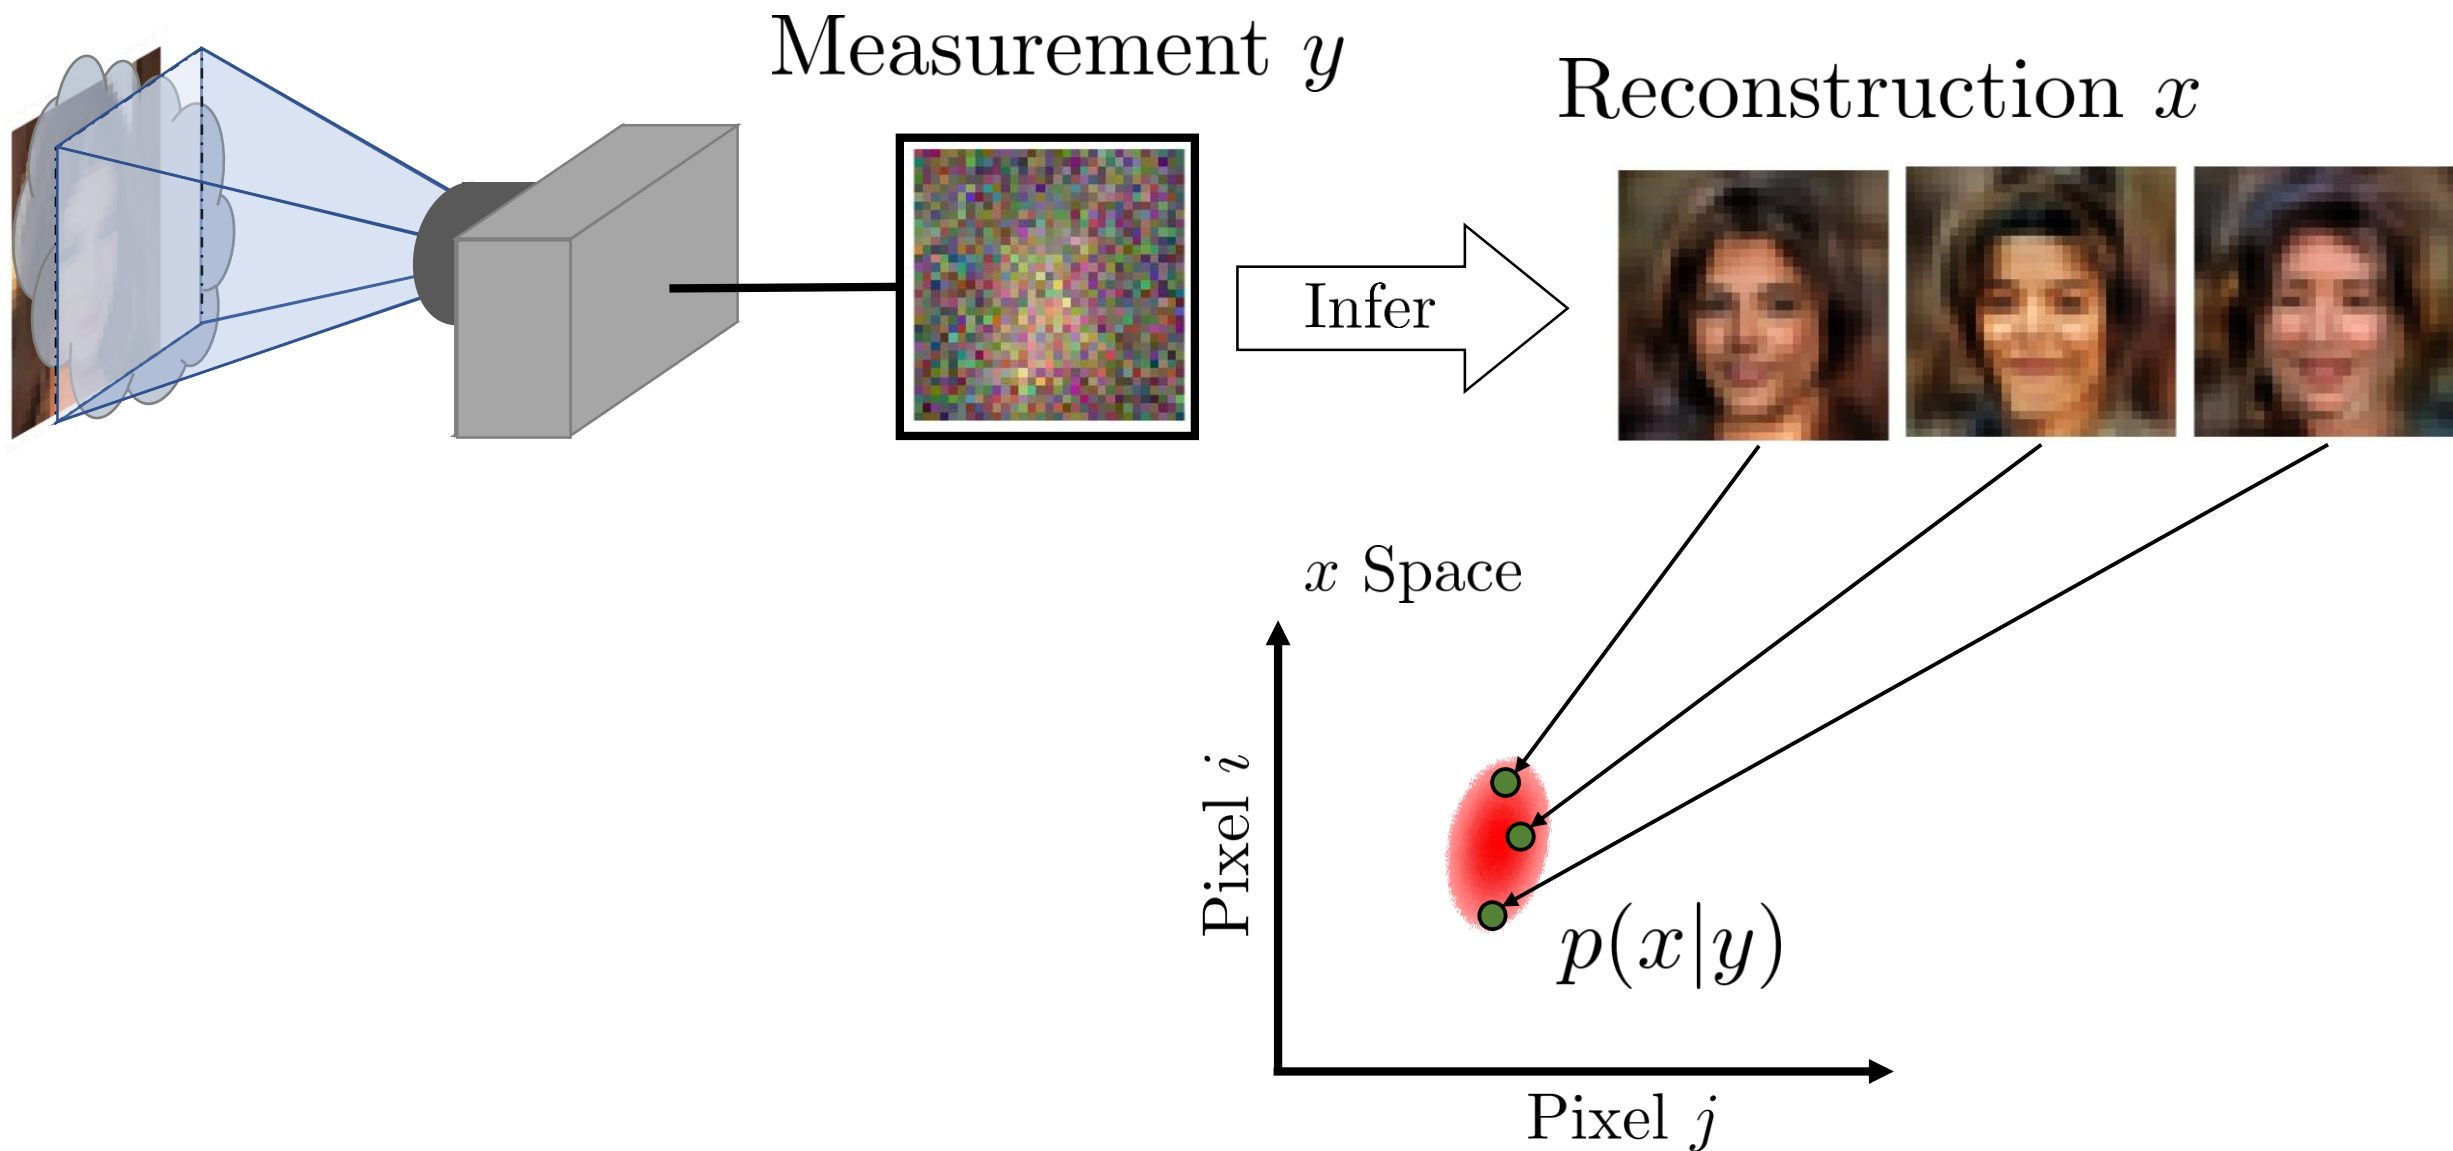 Measurement y
Reconstruction x
Infer
x Space
Pixel i
p(x|y)
Pixel j